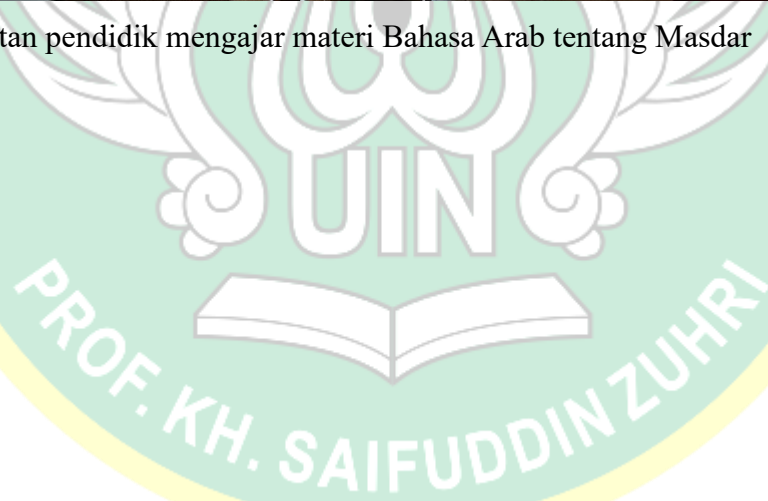 tan pendidik mengajar materi Bahasa Arab tentang Masdar
UIN
PROF. KH. SAIFUDDIN ZUHRI